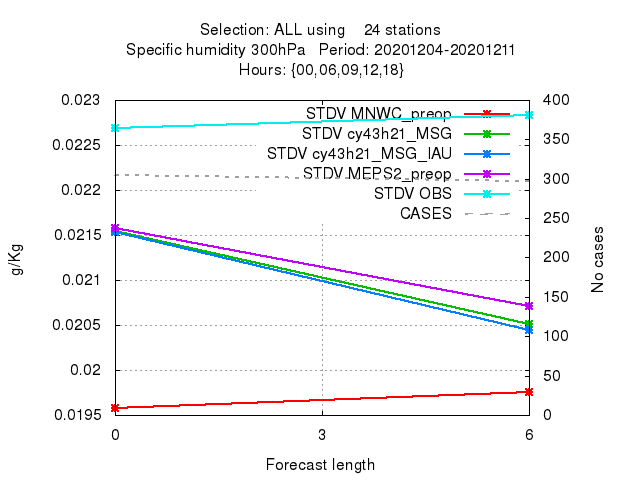 Selection: ALL using 24 stations
Specific humidity 300hPa Period: 20201204-20201211
Hours: {00,06,09,12,18}
0.023
0.0225
0.022
0.0215
0.021
0.0205
0.02
0.0195
g/Kg
STDV MNWC_preop
STDV cy43h21_MSG
STDV cy43h21_MSG_IAU
STDV MEPS2_preop
STDV OBS
CASES
400
350
300
250
200
150
100
50
0
No cases
0 3 6
Forecast length